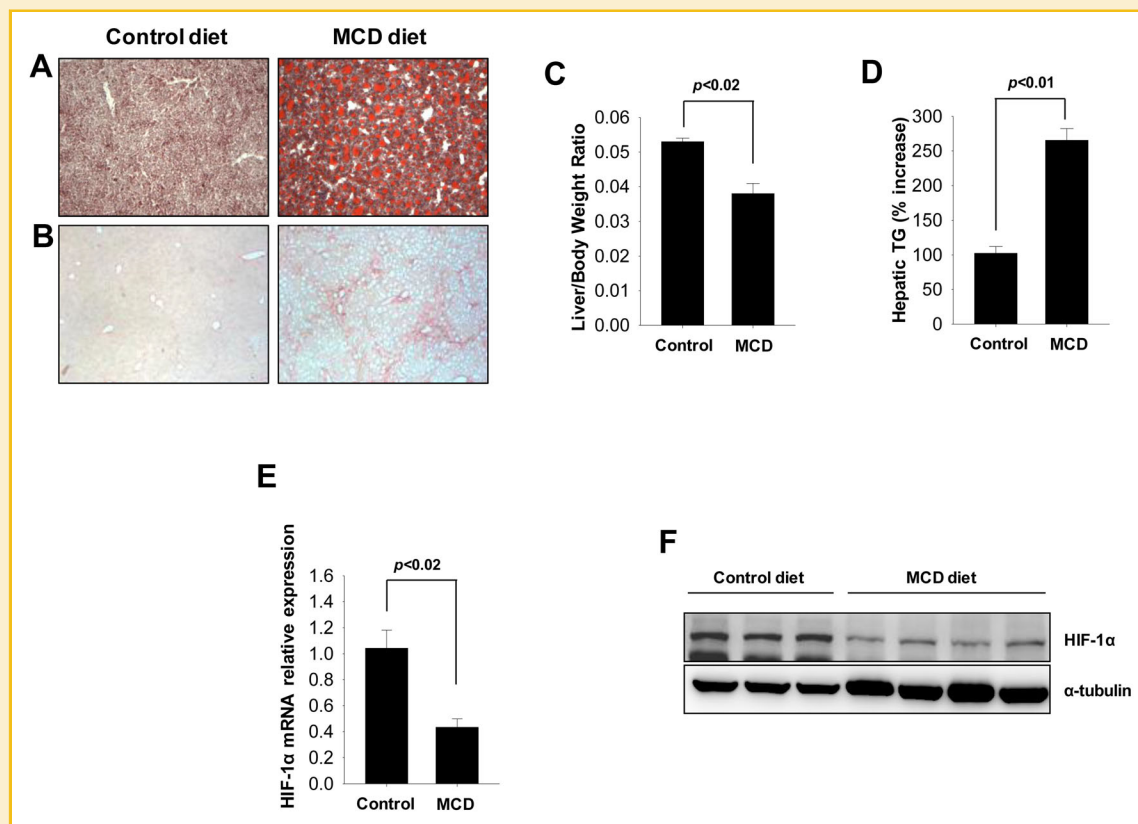 Control diet MCD diet
A
B
C
p<0.02
Liver/Body Weight Ratio
0.06
0.05
0.04
0.03
0.02
0.01
0.00
Control MCD
D
p<0.01
Hepatic TG (% increase)
300
250
200
150
100
50
0
Control MCD
E
p<0.02
HIF-1α mRNA relative expression
1.6
1.4
1.2
1.0
0.8
0.6
0.4
0.2
0.0
Control MCD
F
Control diet MCD diet
HIF-1α
α-tubulin